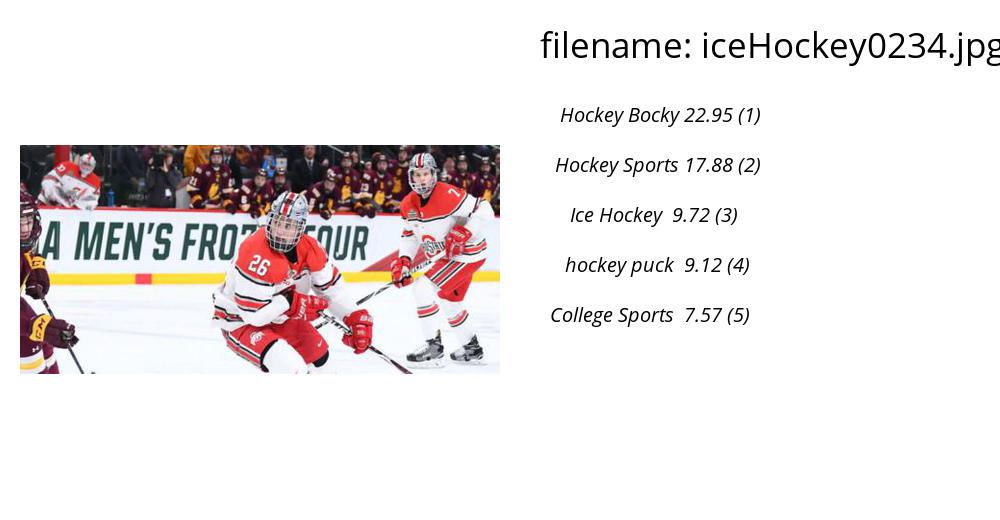 filename: iceHockey0234.jpg
Hockey Bocky 22.95 (1)
Hockey Sports 17.88 (2)
Ice Hockey 9.72 (3)
hockey puck 9.12 (4)
College Sports 7.57 (5)
A MEN'S FROZ FOUR
26
7